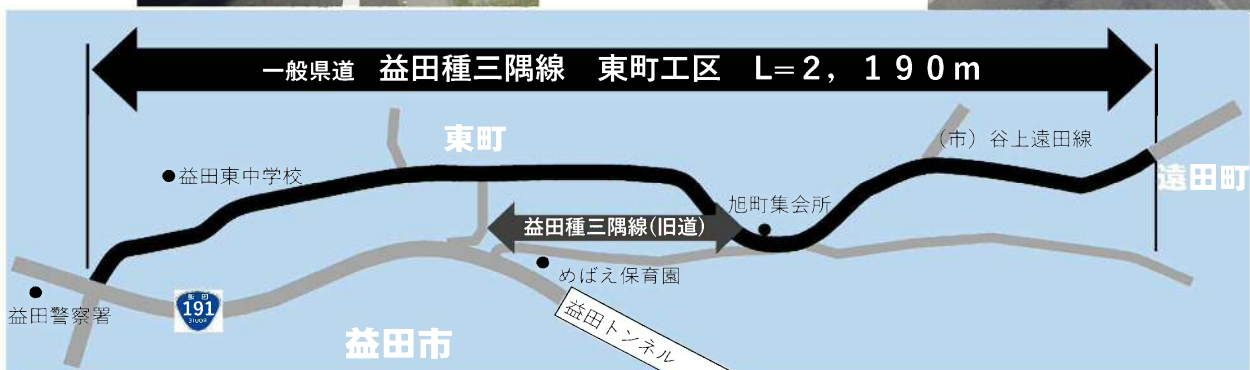 一般県道 益田種三隅線 東町工区 L=2,190m
東町
(市)谷上遠田線
益田東中学校
遠田町
旭町集会所
益田種三隅線(旧道)
めばえ保育園
191
益田警察署
益田トンネル
益田市